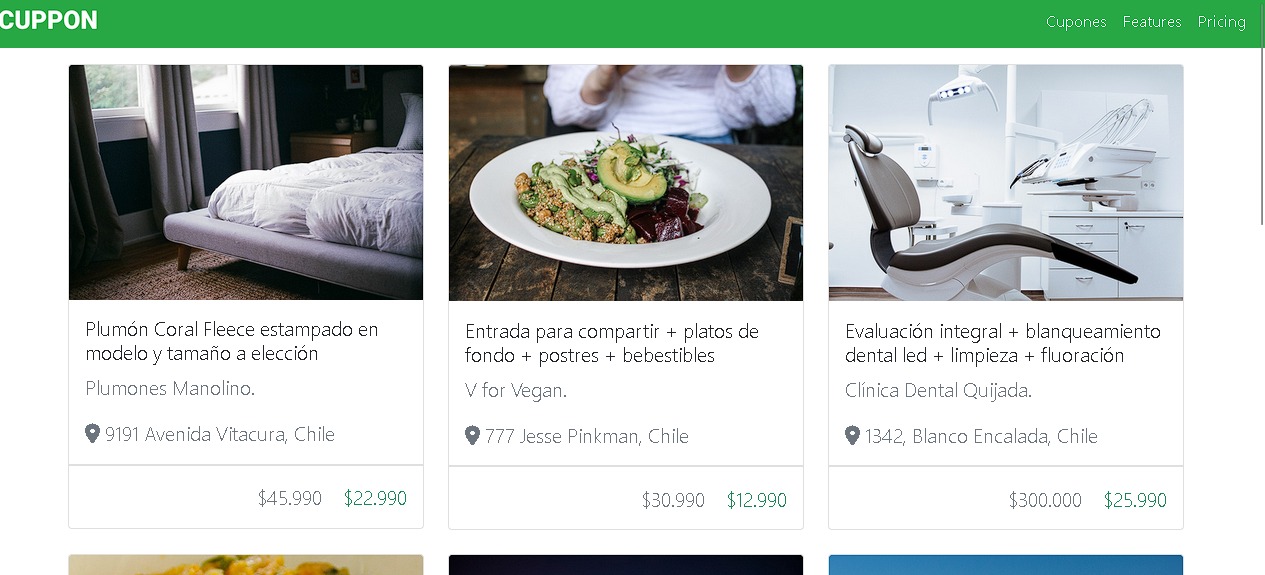 CUPPON
Cupones Features Pricing
Plumón Coral Fleece estampado en
modelo y tamaño a elección
Plumones Manolino.
9191 Avenida Vitacura, Chile
$45.990 $22.990
Entrada para compartir + platos de
fondo + postres + bebestibles
V for Vegan.
777 Jesse Pinkman, Chile
$30.990 $12.990
Evaluación integral + blanqueamiento
dental led + limpieza + fluoración
Clínica Dental Quijada.
1342, Blanco Encalada, Chile
$300.000 $25.990